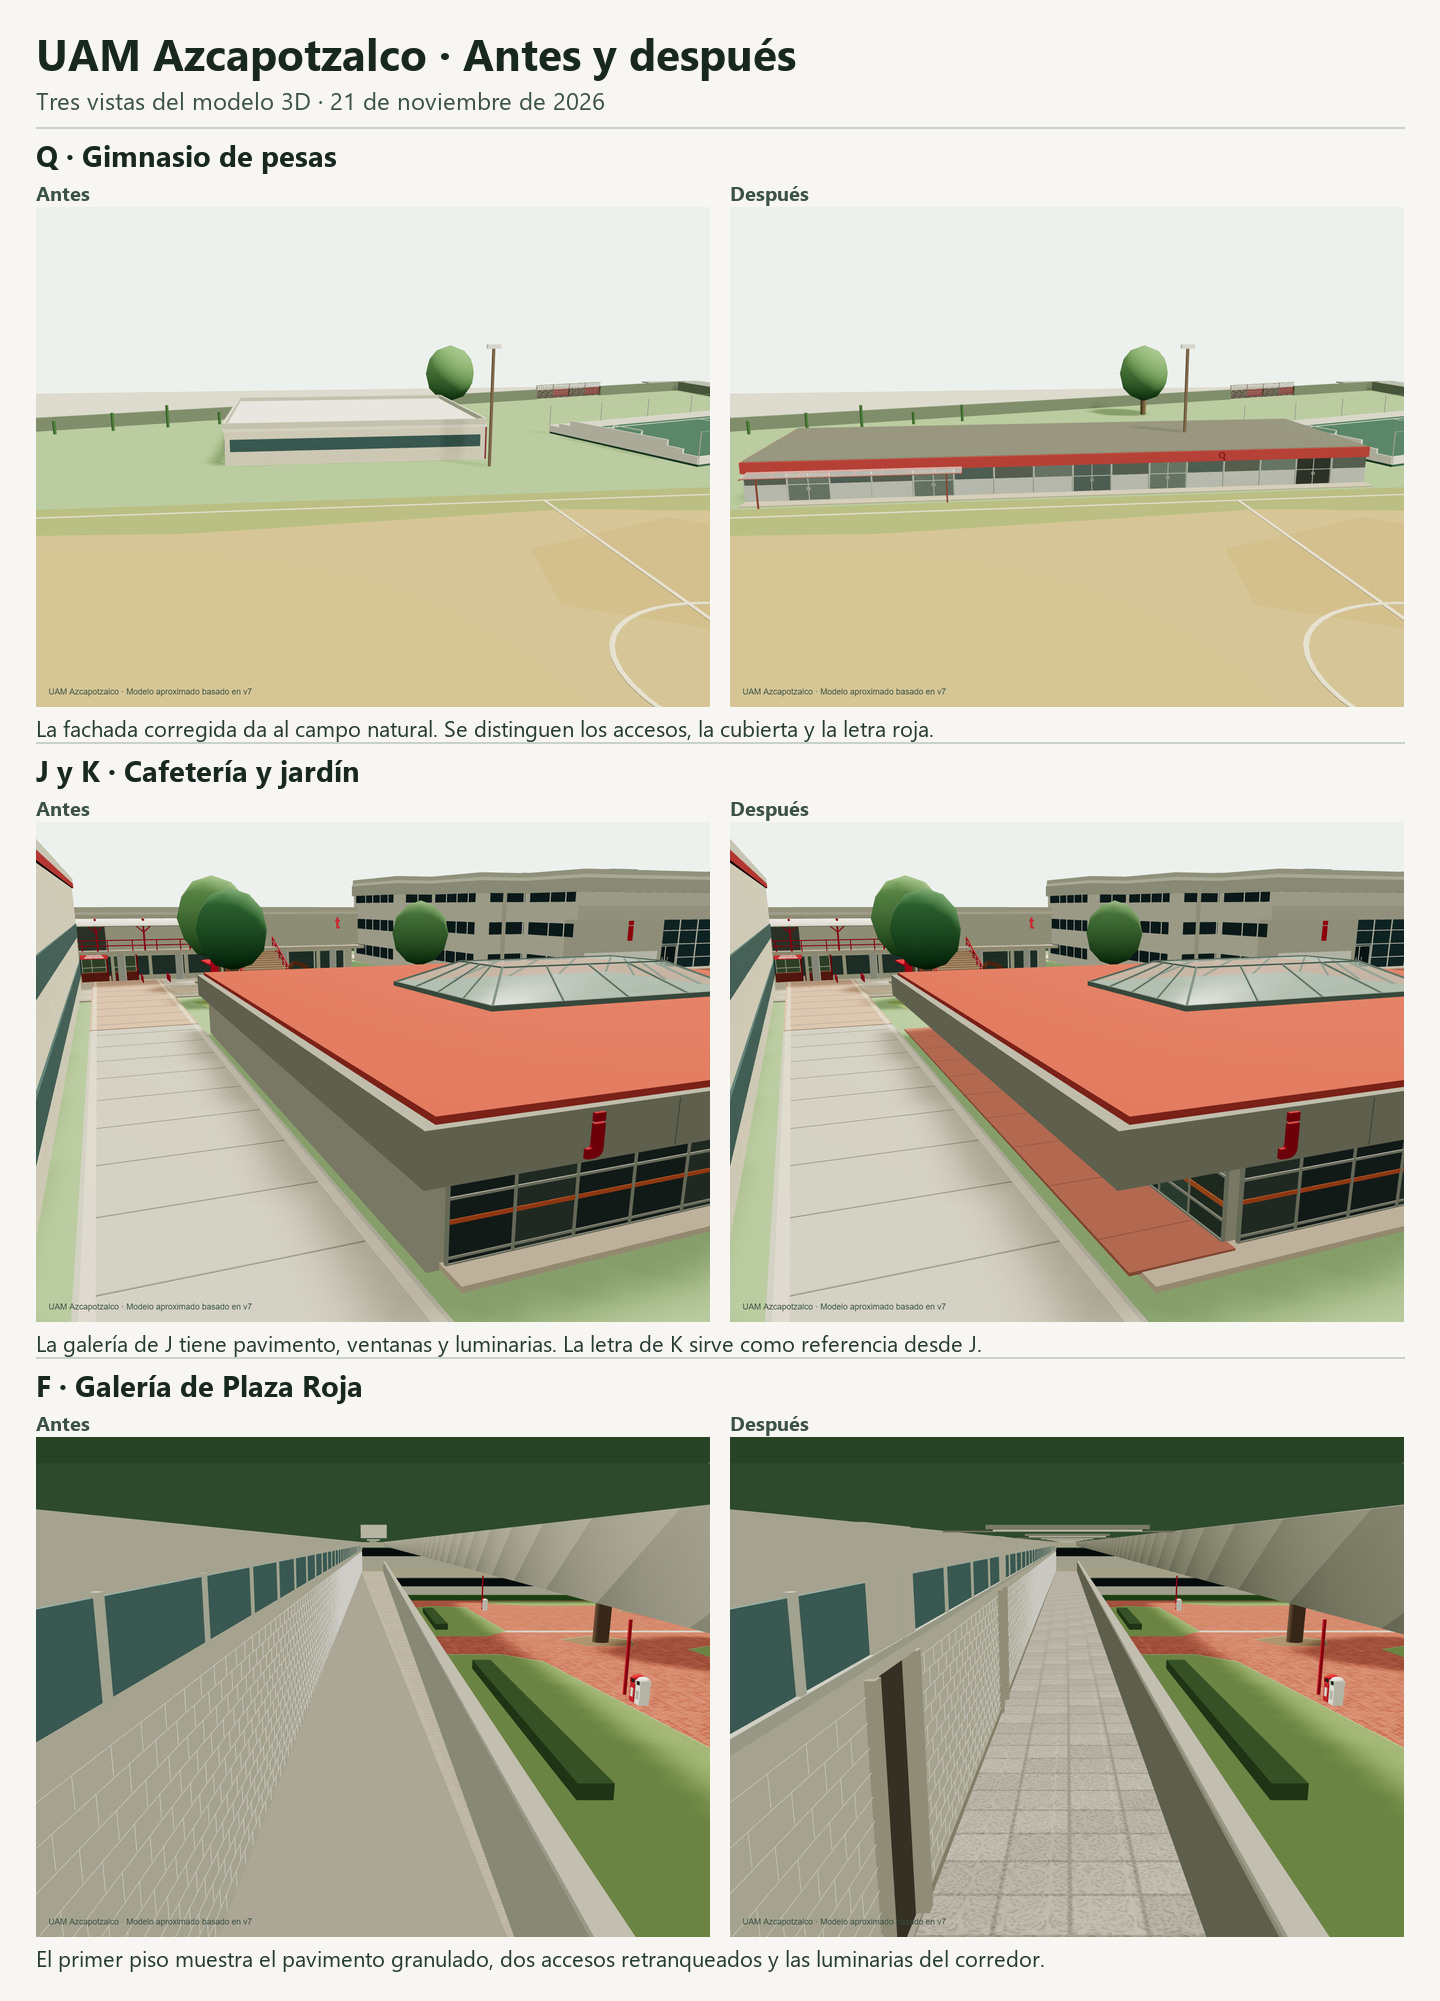 UAM Azcapotzalco · Antes y después
Tres vistas del modelo 3D · 21 de noviembre de 2026
Q · Gimnasio de pesas
Antes
Después
q
UAM Azcapotzalco · Modelo aproximado basado en v7
UAM Azcapotzalco · Modelo aproximado basado en v7
La fachada corregida da al campo natural. Se distinguen los accesos, la cubierta y la letra roja.
J y K · Cafetería y jardín
Antes
Después
t
i
j
UAM Azcapotzalco · Modelo aproximado basado en v7
t
i
j
UAM Azcapotzalco · Modelo aproximado basado en v7
La galería de J tiene pavimento, ventanas y luminarias. La letra de K sirve como referencia desde J.
F · Galería de Plaza Roja
Antes
Después
UAM Azcapotzalco · Modelo aproximado basado en v7
UAM Azcapotzalco · Modelo aproximado basado en v7
El primer piso muestra el pavimento granulado, dos accesos retranqueados y las luminarias del corredor.